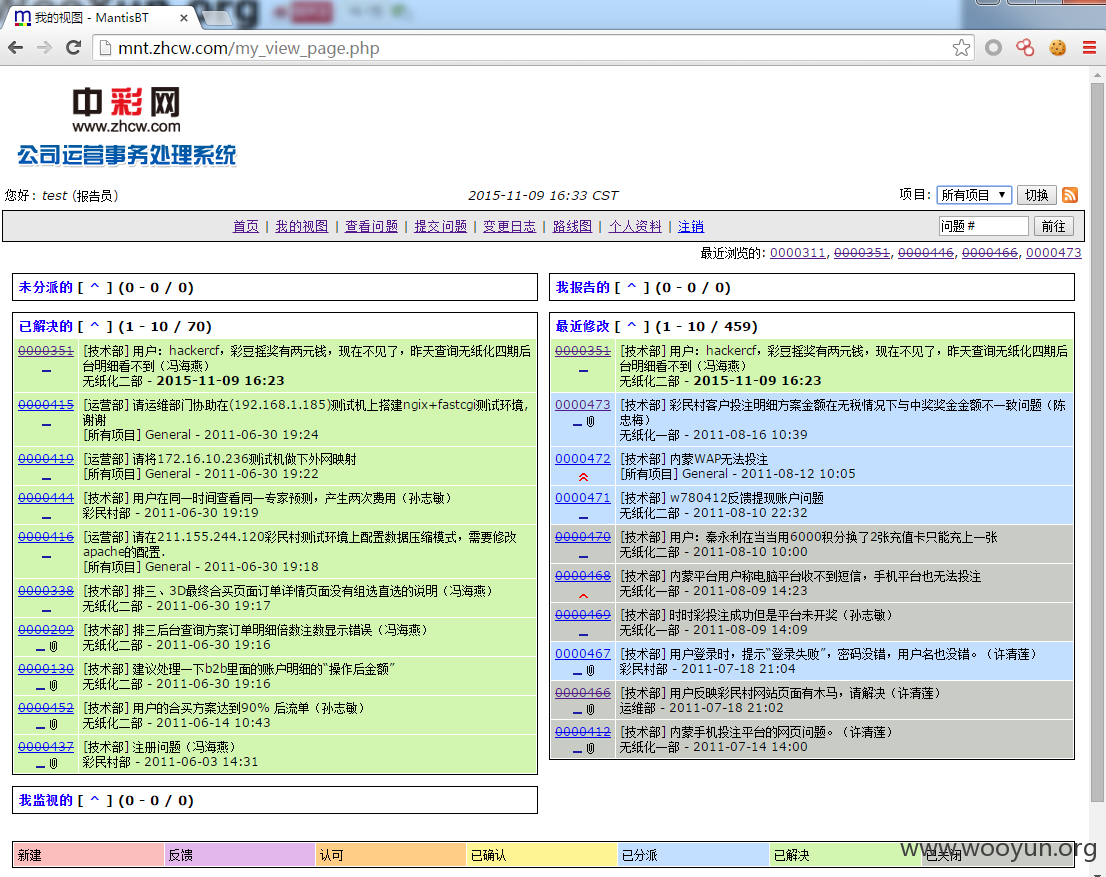 我的视图 - MantisBT
mnt.zhcw.com/my_view_page.php
中彩网
www.zhcw.com
公司运营事务处理系统
您好：test (报告员)
2015-11-09 16:33 CST
项目: 所有项目 切换
首页 | 我的视图 | 查看问题 | 提交问题 | 变更日志 | 路线图 | 个人资料 | 注销
问题 # 前往
最近浏览的: 0000311, 0000351, 0000446, 0000466, 0000473
未分派的 [ ^ ] (0 - 0 / 0)
已解决的 [ ^ ] (1 - 10 / 70)
0000351 [技术部] 用户：hackercf，彩豆摇奖有两元钱，现在不见了，昨天查询无纸化四期后
台明细看不到（冯海燕）
无纸化二部 - 2015-11-09 16:23
0000415 [运营部] 请运维部门协助在(192.168.1.185)测试机上搭建ngix+fastcgi测试环境,
谢谢
[所有项目] General - 2011-06-30 19:24
0000419 [运营部] 请将172.16.10.236测试机做下外网映射
[所有项目] General - 2011-06-30 19:22
0000444 [技术部] 用户在同一时间查看同一专家预测，产生两次费用（孙志敏）
彩民村部 - 2011-06-30 19:19
0000416 [运营部] 请在211.155.244.120彩民村测试环境上配置数据压缩模式，需要修改
apache的配置.
[所有项目] General - 2011-06-30 19:18
0000338 [技术部] 排三、3D最终合买页面订单详情页面没有组选直选的说明（冯海燕）
无纸化二部 - 2011-06-30 19:17
0000209 [技术部] 排三后台查询方案订单明细倍数注数显示错误（冯海燕）
无纸化二部 - 2011-06-30 19:16
0000130 [技术部] 建议处理一下b2b里面的账户明细的“操作后金额”
无纸化二部 - 2011-06-30 19:16
0000452 [技术部] 用户的合买方案达到90% 后流单（孙志敏）
无纸化二部 - 2011-06-14 10:43
0000437 [技术部] 注册问题（冯海燕）
彩民村部 - 2011-06-03 14:31
我监视的 [ ^ ] (0 - 0 / 0)
我报告的 [ ^ ] (0 - 0 / 0)
最近修改 [ ^ ] (1 - 10 / 459)
0000351 [技术部] 用户：hackercf，彩豆摇奖有两元钱，现在不见了，昨天查询无纸化四期后
台明细看不到（冯海燕）
无纸化二部 - 2015-11-09 16:23
0000473 [技术部] 彩民村客户投注明细方案金额在无税情况下与中奖奖金金额不一致问题（陈
忠梅）
无纸化一部 - 2011-08-16 10:39
0000472 [技术部] 内蒙WAP无法投注
[所有项目] General - 2011-08-12 10:05
0000471 [技术部] w780412反馈提现账户问题
无纸化二部 - 2011-08-10 22:32
0000470 [技术部] 用户：秦永利在当当用6000积分换了2张充值卡只能充上一张
无纸化二部 - 2011-08-10 10:00
0000468 [技术部] 内蒙平台用户称电脑平台收不到短信，手机平台也无法投注
无纸化一部 - 2011-08-09 14:23
0000469 [技术部] 时时彩投注成功但是平台未开奖（孙志敏）
无纸化一部 - 2011-08-09 14:09
0000467 [技术部] 用户登录时，提示“登录失败”，密码没错，用户名也没错。（许清莲）
彩民村部 - 2011-07-18 21:04
0000466 [技术部] 用户反映彩民村网站页面有木马，请解决（许清莲）
运维部 - 2011-07-18 21:02
0000412 [技术部] 内蒙手机投注平台的网页问题。（许清莲）
无纸化一部 - 2011-07-14 14:00
新建 反馈 认可 已确认 已分派 已解决 已关闭
www.wooyun.org